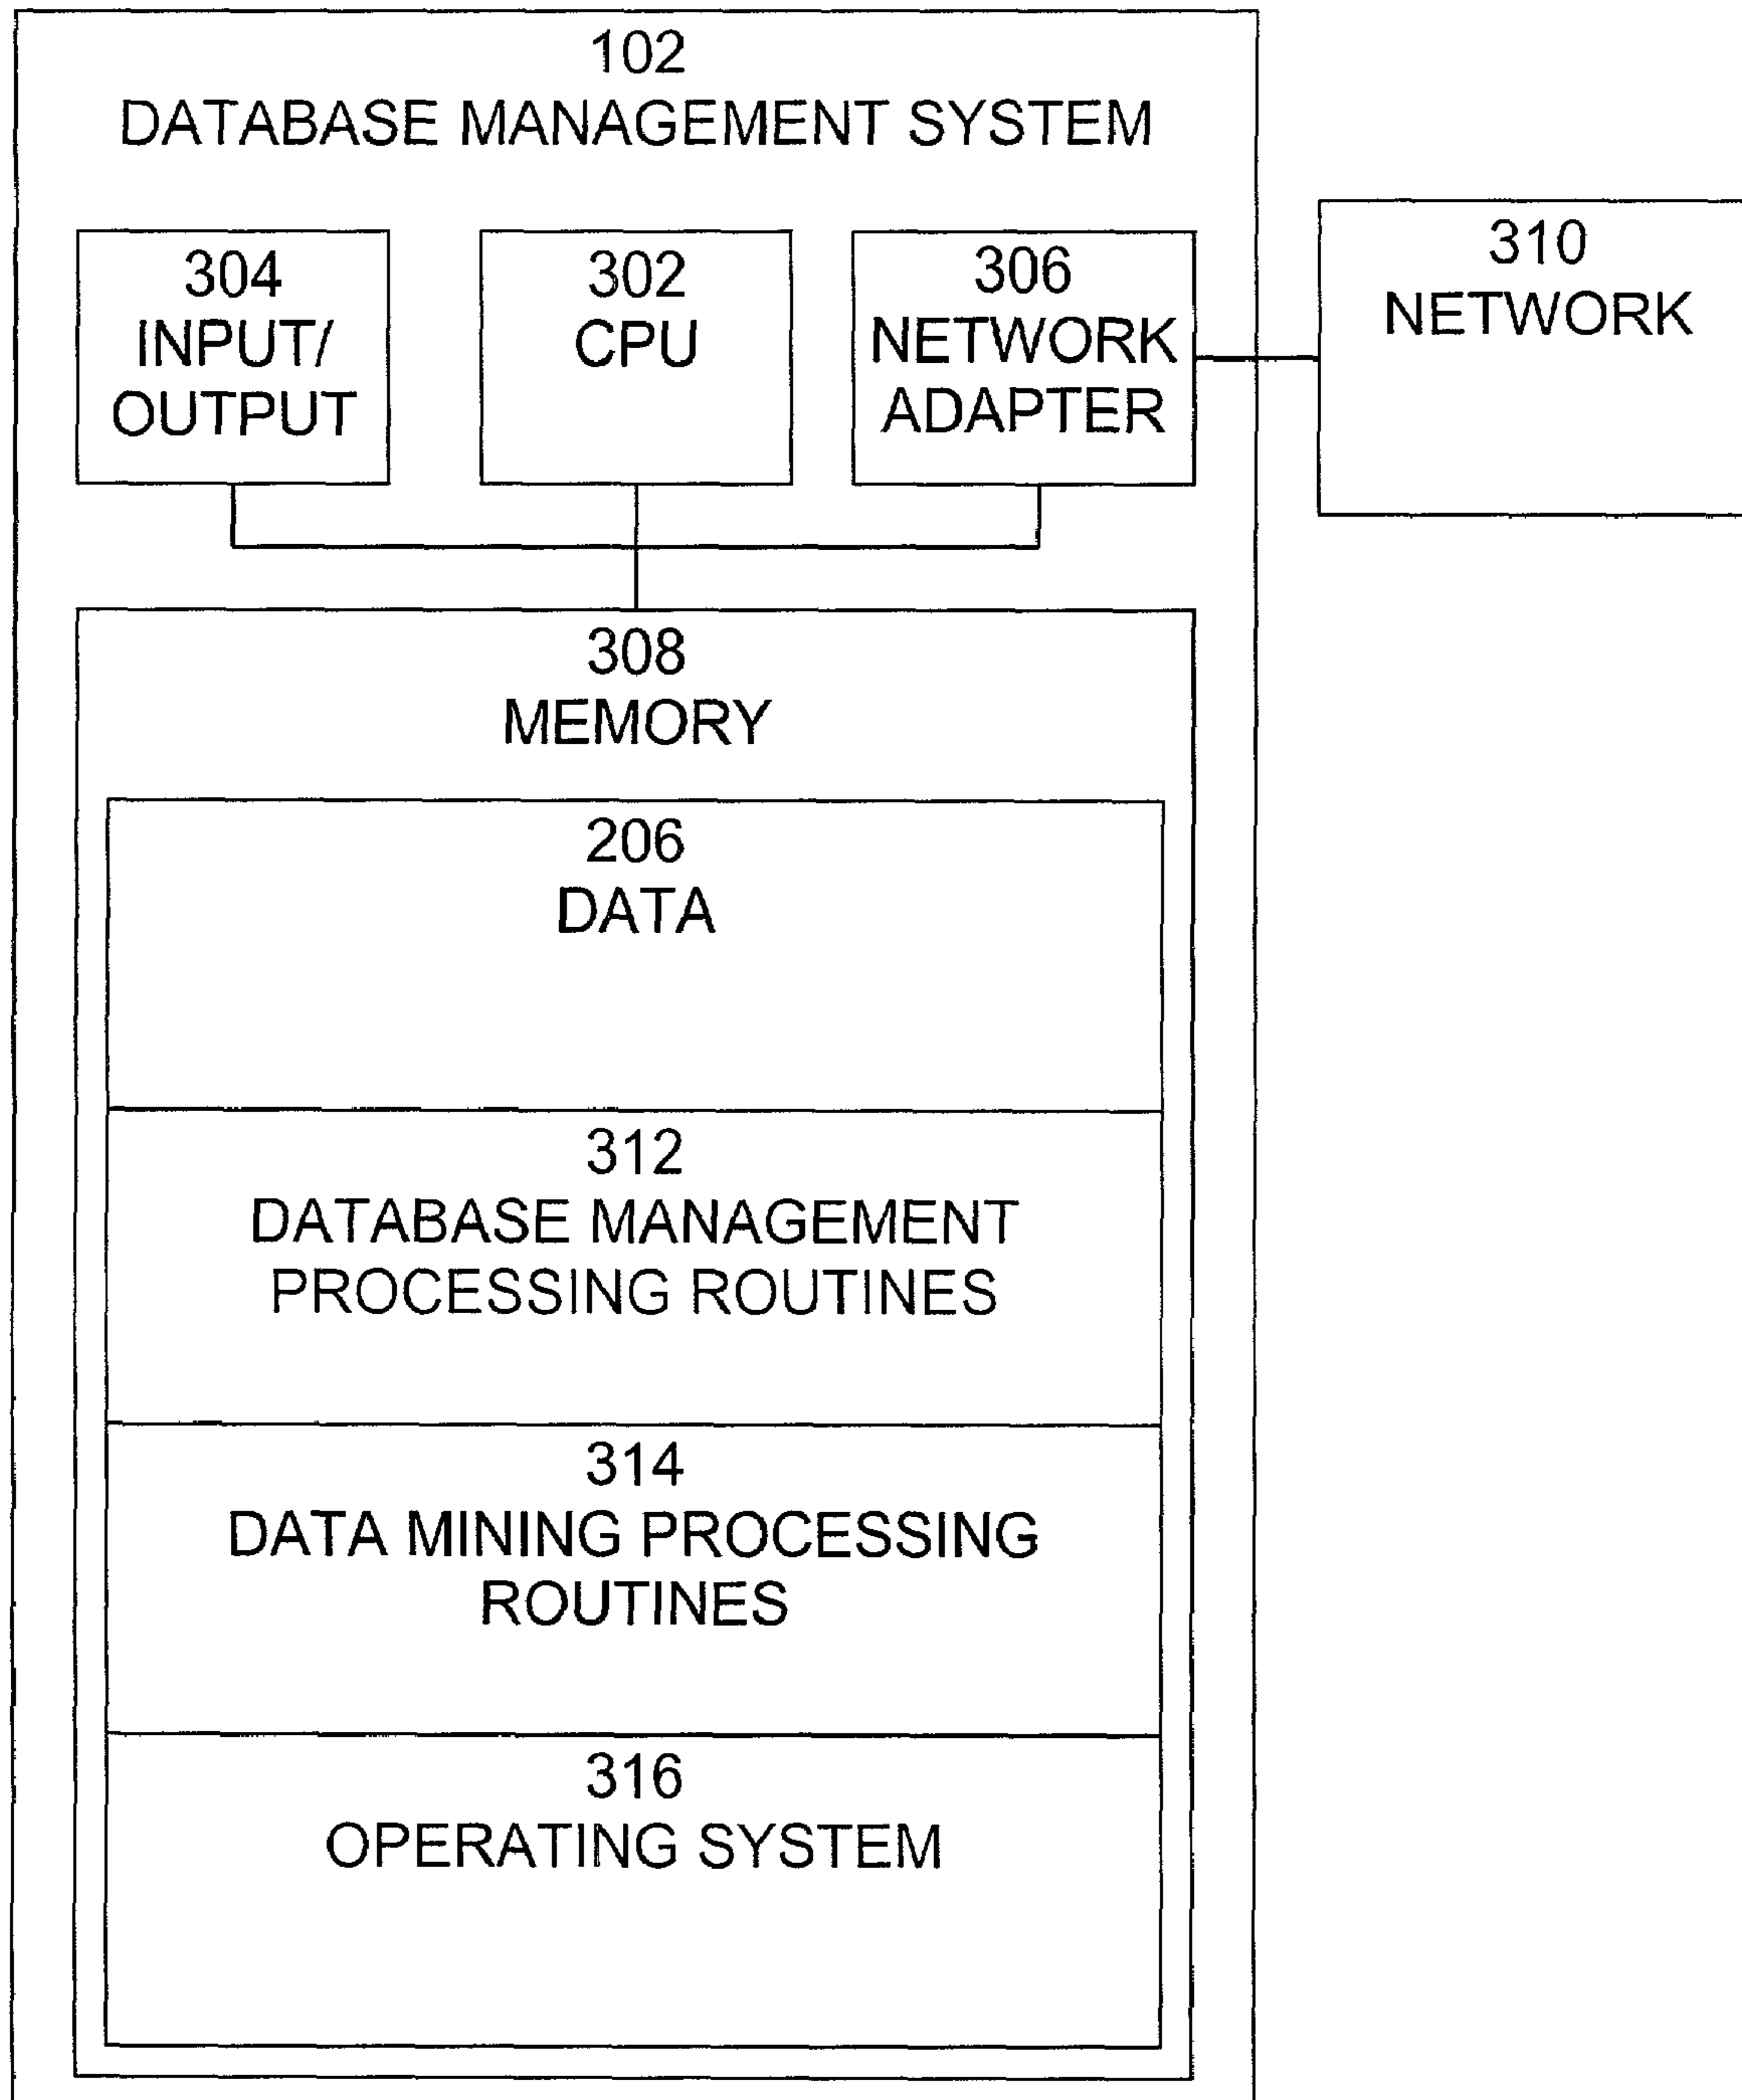 102
DATABASE MANAGEMENT SYSTEM
304
INPUT/
OUTPUT
302
CPU
306
NETWORK
ADAPTER
310
NETWORK
308
MEMORY
206
DATA
312
DATABASE MANAGEMENT
PROCESSING ROUTINES
314
DATA MINING PROCESSING
ROUTINES
316
OPERATING SYSTEM